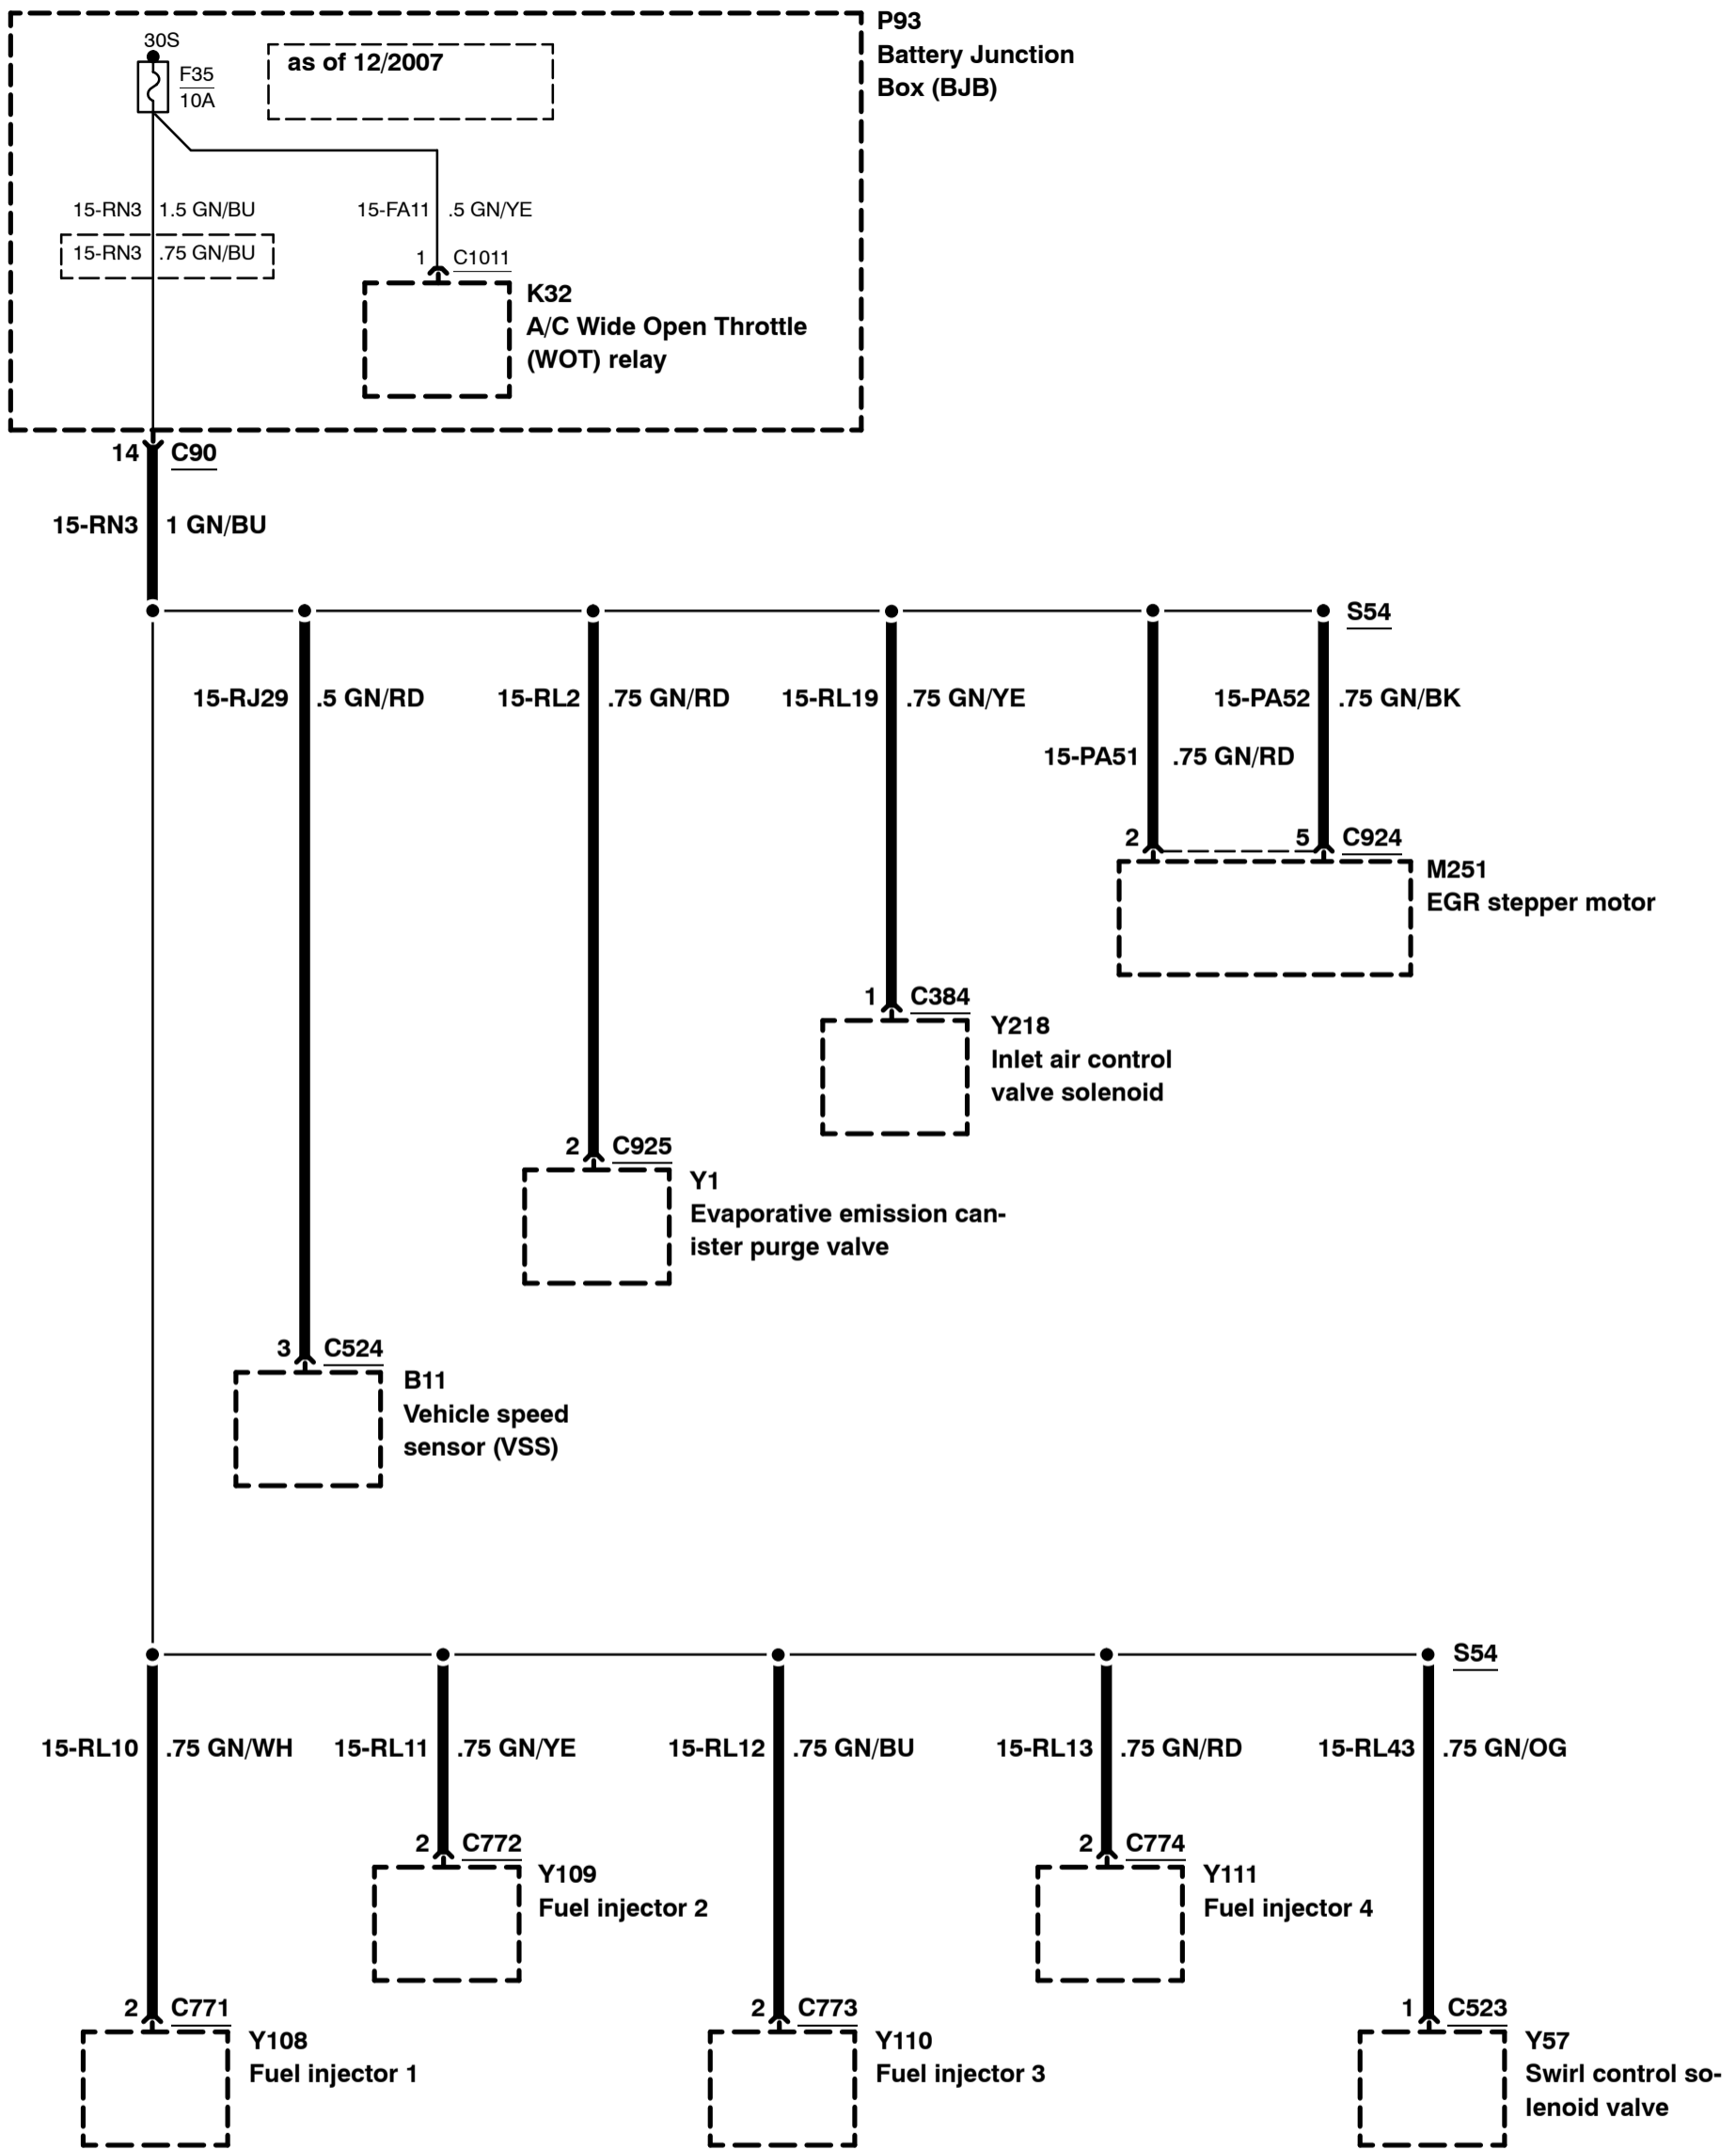 30S
F35
10A
as of 12/2007
P93
Battery Junction
Box (BJB)
15-RN3 1.5 GN/BU
15-FA11 .5 GN/YE
15-RN3 .75 GN/BU
1 C1011
K32
A/C Wide Open Throttle
(WOT) relay
14 C90
15-RN3 1 GN/BU
S54
15-RJ29 .5 GN/RD
15-RL2 .75 GN/RD
15-RL19 .75 GN/YE
15-PA52 .75 GN/BK
15-PA51 .75 GN/RD
2 5 C924
M251
EGR stepper motor
1 C384
Y218
Inlet air control
valve solenoid
2 C925
Y1
Evaporative emission can-
ister purge valve
3 C524
B11
Vehicle speed
sensor (VSS)
S54
15-RL10 .75 GN/WH
15-RL11 .75 GN/YE
15-RL12 .75 GN/BU
15-RL13 .75 GN/RD
15-RL43 .75 GN/OG
2 C772
Y109
Fuel injector 2
2 C774
Y111
Fuel injector 4
2 C771
Y108
Fuel injector 1
2 C773
Y110
Fuel injector 3
1 C523
Y57
Swirl control so-
lenoid valve